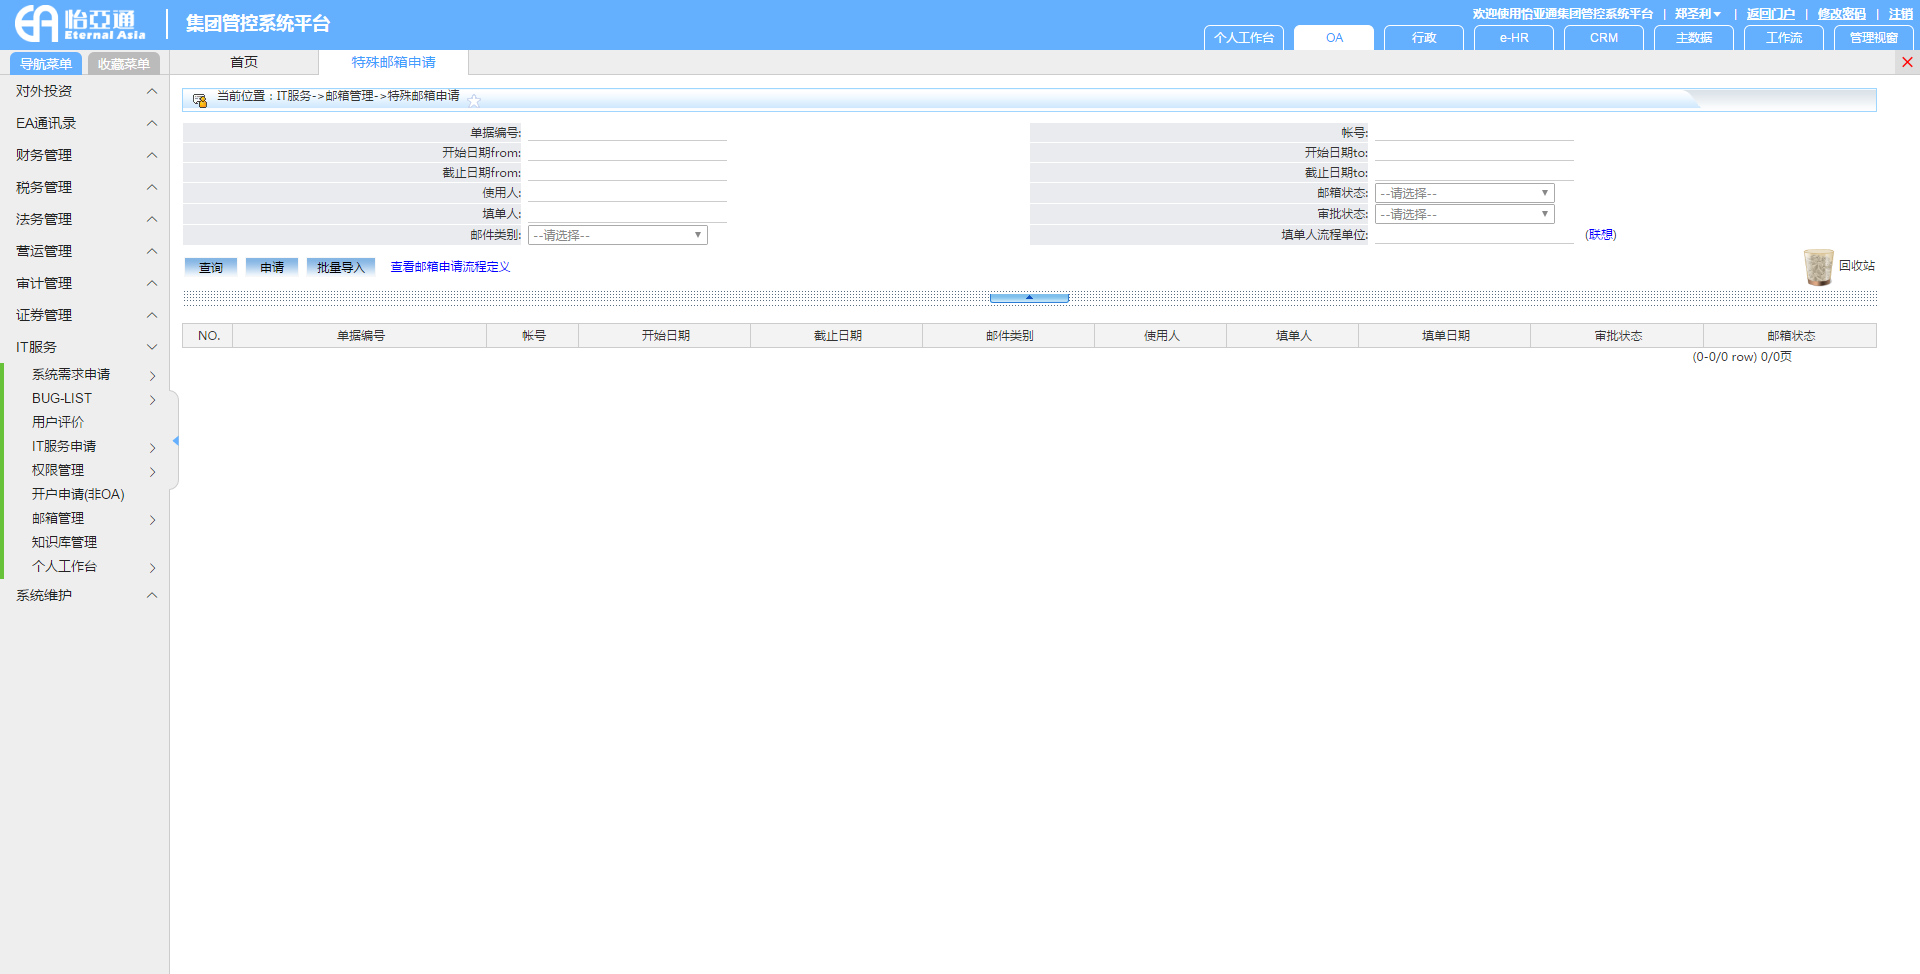 怡亞通
Eternal Asia
集团管控系统平台
欢迎使用怡亚通集团管控系统平台 | 郑圣利 | 返回门户 | 修改密码 | 注销
个人工作台 OA 行政 e-HR CRM 主数据 工作流 管理视窗
导航菜单 收藏菜单 首页 特殊邮箱申请
对外投资
EA通讯录
财务管理
税务管理
法务管理
营运管理
审计管理
证券管理
IT服务
系统需求申请
BUG-LIST
用户评价
IT服务申请
权限管理
开户申请(非OA)
邮箱管理
知识库管理
个人工作台
系统维护
当前位置：IT服务->邮箱管理->特殊邮箱申请
单据编号: 帐号:
开始日期from: 开始日期to:
截止日期from: 截止日期to:
使用人: 邮箱状态: --请选择--
填单人: 审批状态: --请选择--
邮件类别: --请选择-- 填单人流程单位: (联想)
查询 申请 批量导入 查看邮箱申请流程定义 回收站
NO. 单据编号 帐号 开始日期 截止日期 邮件类别 使用人 填单人 填单日期 审批状态 邮箱状态
(0-0/0 row) 0/0页